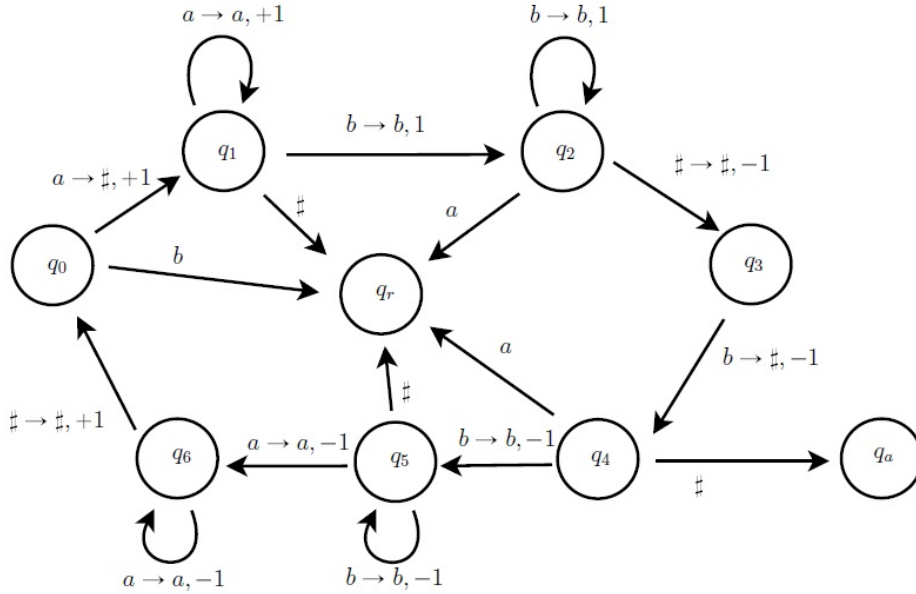 a → a, +1
b → b, 1
q₁
b → b, 1
q₂
a → ♯, +1
♯
a
♯ → ♯, −1
q₀
b
qᵣ
q₃
a
b → ♯, −1
♯
♯ → ♯, +1
q₆
a → a, −1
q₅
b → b, −1
q₄
♯
qₐ
a → a, −1
b → b, −1